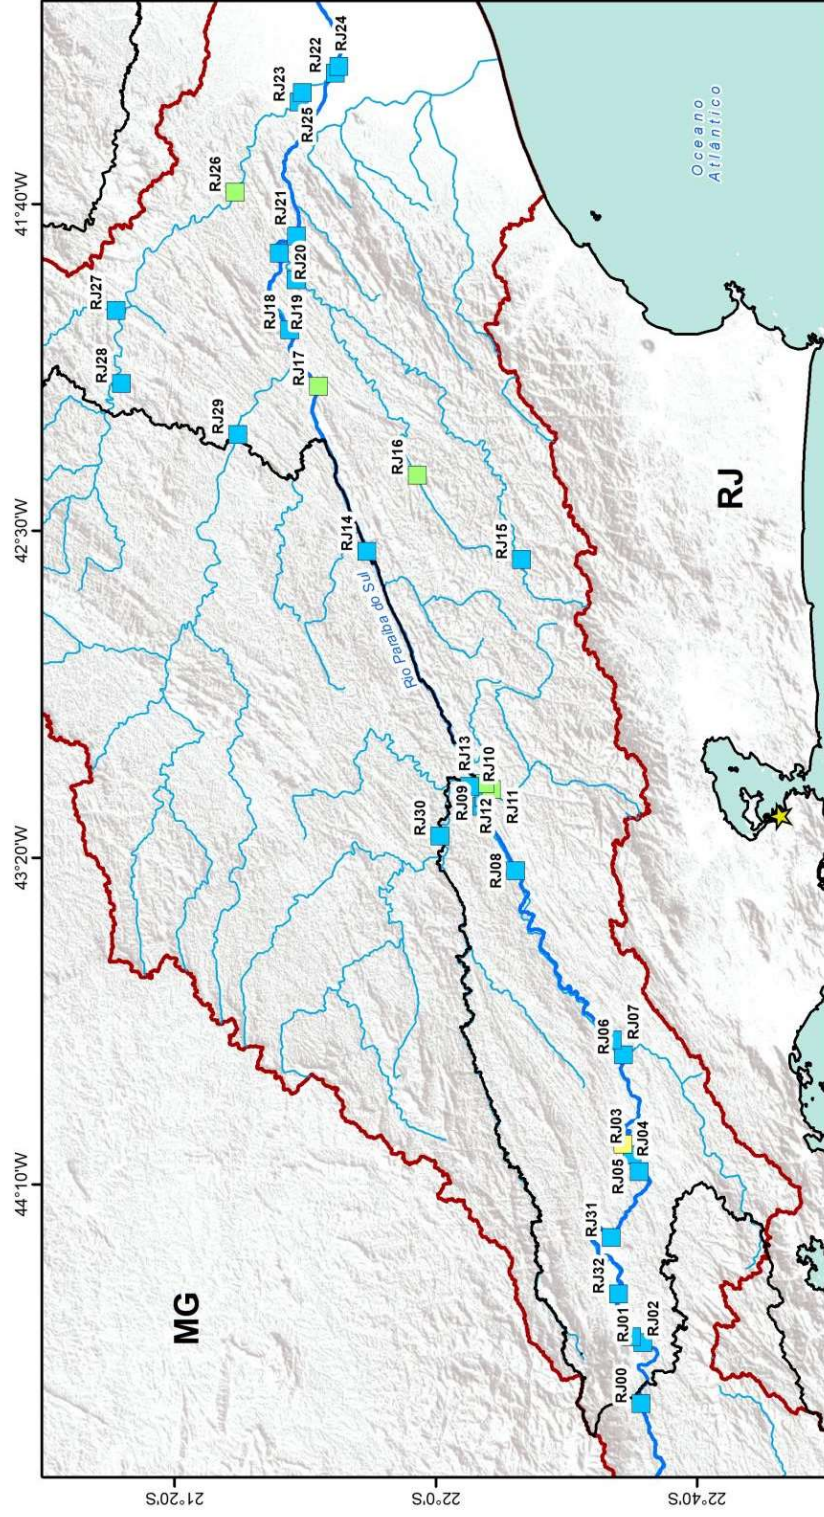 41°40'W
42°30'W
43°20'W
44°10'W
21°20'S
22°0'S
22°40'S
MG
RJ
Oceano
Atlântico
Rio Paraíba do Sul
RJ28
RJ27
RJ26
RJ23
RJ22
RJ24
RJ25
RJ21
RJ20
RJ18
RJ19
RJ17
RJ29
RJ16
RJ15
RJ14
RJ13
RJ10
RJ09
RJ12
RJ11
RJ30
RJ08
RJ06
RJ07
RJ03
RJ04
RJ05
RJ31
RJ32
RJ01
RJ02
RJ00